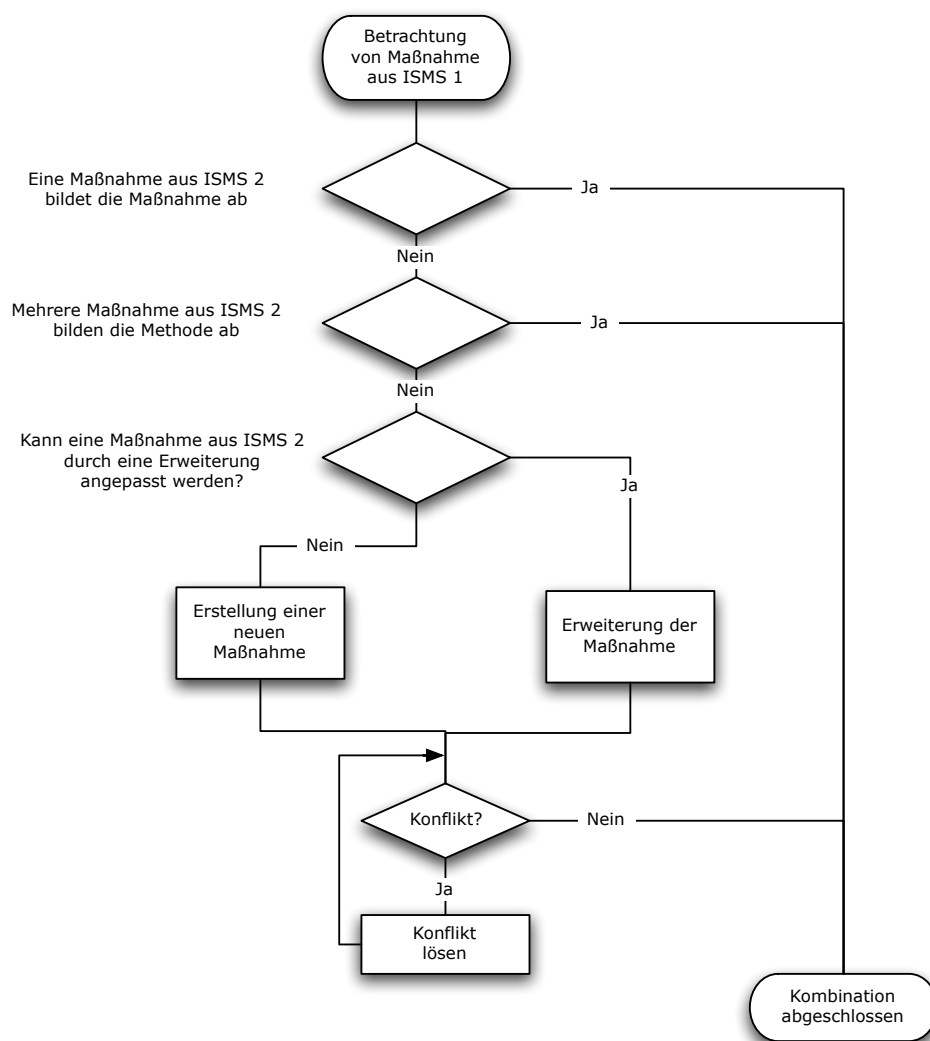 Betrachtung
von Maßnahme
aus ISMS 1
Eine Maßnahme aus ISMS 2
bildet die Maßnahme ab
Ja
Nein
Mehrere Maßnahme aus ISMS 2
bilden die Methode ab
Ja
Nein
Kann eine Maßnahme aus ISMS 2
durch eine Erweiterung
angepasst werden?
Ja
Nein
Erstellung einer
neuen
Maßnahme
Erweiterung der
Maßnahme
Konflikt?
Nein
Ja
Konflikt
lösen
Kombination
abgeschlossen